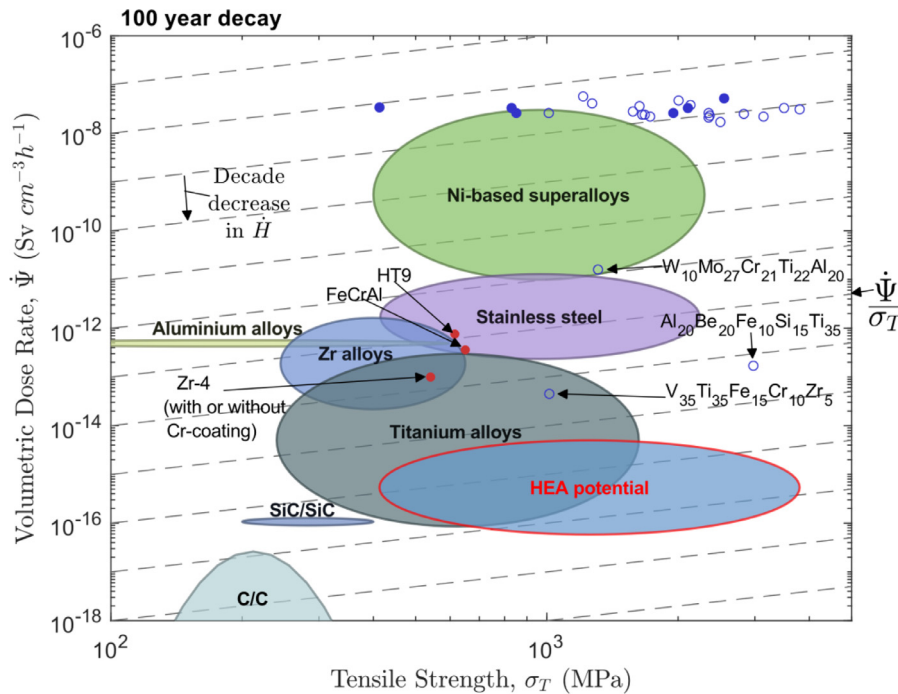 100 year decay
10^-6
10^-8
10^-10
10^-12
10^-14
10^-16
10^-18
Volumetric Dose Rate, Ψ̇ (Sv cm^−3 h^−1)
Decade
decrease
in Ḣ
Ni-based superalloys
HT9
FeCrAl
W₁₀Mo₂₇Cr₂₁Ti₂₂Al₂₀
Stainless steel
Al₂₀Be₂₀Fe₁₀Si₁₅Ti₃₅
Ψ̇
σ_T
Aluminium alloys
Zr alloys
Zr-4
(with or without
Cr-coating)
V₃₅Ti₃₅Fe₁₅Cr₁₀Zr₅
Titanium alloys
HEA potential
SiC/SiC
C/C
10^2
10^3
Tensile Strength, σ_T (MPa)